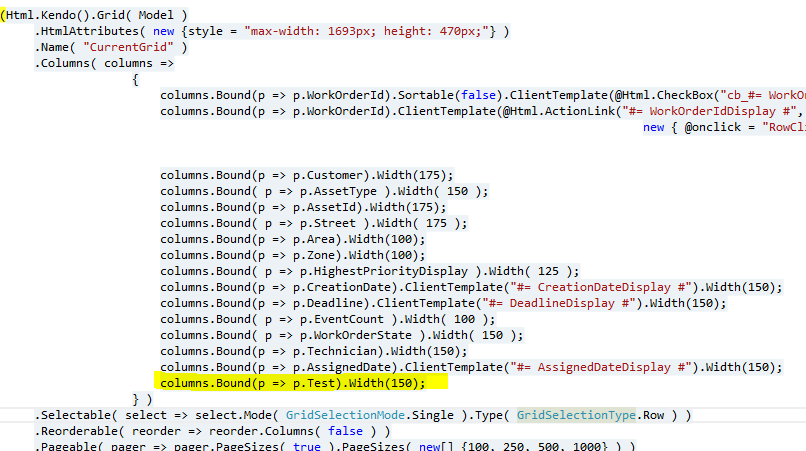 (Html.Kendo().Grid( Model )
.HtmlAttributes( new {style = "max-width: 1693px; height: 470px;"} )
.Name( "CurrentGrid" )
.Columns( columns =>
{
columns.Bound(p => p.WorkOrderId).Sortable(false).ClientTemplate(@Html.CheckBox("cb_#= WorkO
columns.Bound(p => p.WorkOrderId).ClientTemplate(@Html.ActionLink("#= WorkOrderIdDisplay #",
new { @onclick = "RowCli
columns.Bound(p => p.Customer).Width(175);
columns.Bound( p => p.AssetType ).Width( 150 );
columns.Bound(p => p.AssetId).Width(175);
columns.Bound( p => p.Street ).Width( 175 );
columns.Bound(p => p.Area).Width(100);
columns.Bound(p => p.Zone).Width(100);
columns.Bound( p => p.HighestPriorityDisplay ).Width( 125 );
columns.Bound(p => p.CreationDate).ClientTemplate("#= CreationDateDisplay #").Width(150);
columns.Bound(p => p.Deadline).ClientTemplate("#= DeadlineDisplay #").Width(150);
columns.Bound( p => p.EventCount ).Width( 100 );
columns.Bound( p => p.WorkOrderState ).Width( 150 );
columns.Bound(p => p.Technician).Width(150);
columns.Bound(p => p.AssignedDate).ClientTemplate("#= AssignedDateDisplay #").Width(150);
columns.Bound(p => p.Test).Width(150);
} )
.Selectable( select => select.Mode( GridSelectionMode.Single ).Type( GridSelectionType.Row ) )
.Reorderable( reorder => reorder.Columns( false ) )
.Pageable( pager => pager.PageSizes( true ).PageSizes( new[] {100, 250, 500, 1000} ) )